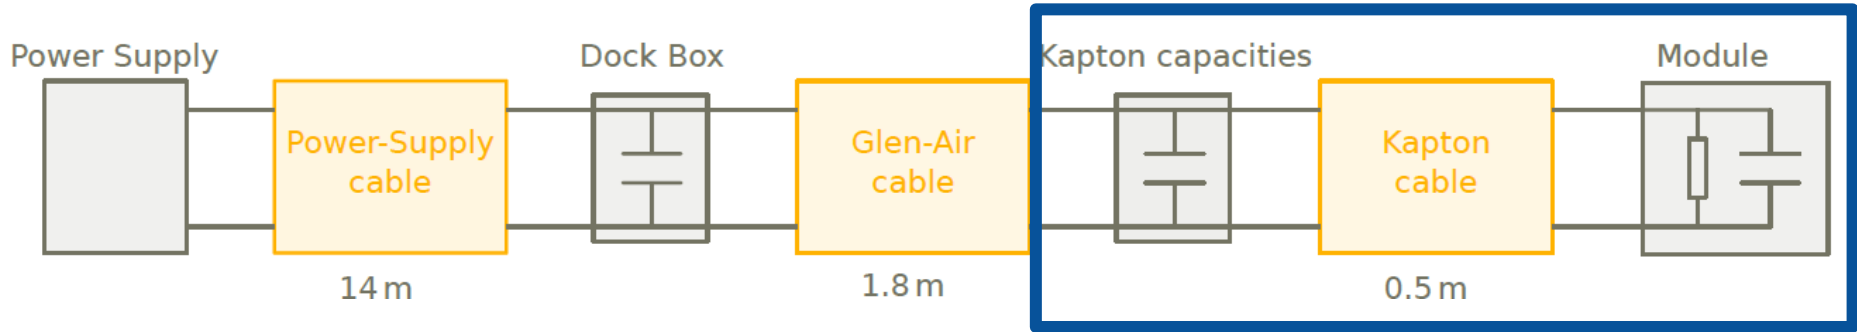 Power Supply
Dock Box
Kapton capacities
Module
Power-Supply
cable
Glen-Air
cable
Kapton
cable
14 m
1.8 m
0.5 m